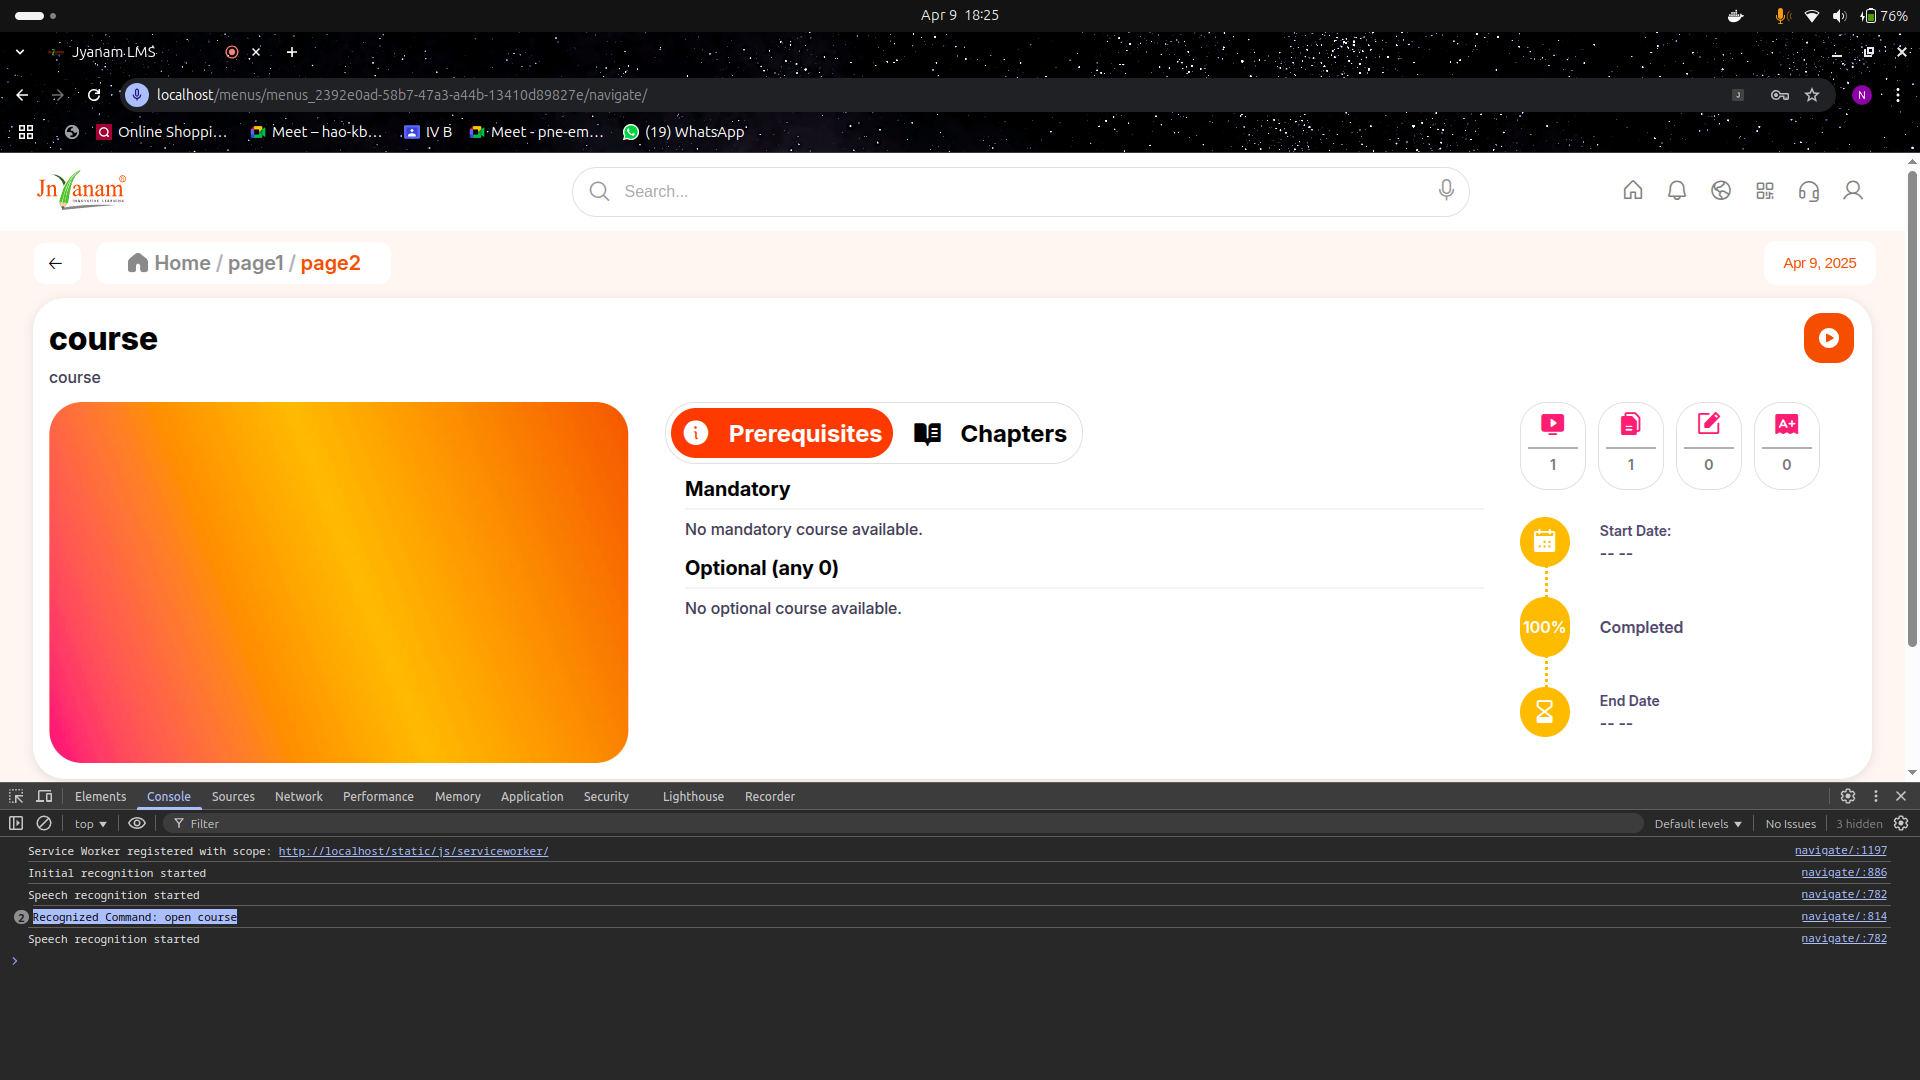 Apr 9 18:25
76%
Jyanam LMS
localhost/menus/menus_2392e0ad-58b7-47a3-a44b-13410d89827e/navigate/
J
N
Online Shoppi...
Meet – hao-kb...
IV B
Meet - pne-em...
(19) WhatsApp
JnYanam®
INNOVATIVE LEARNING
Search...
Home / page1 / page2
Apr 9, 2025
course
course
Prerequisites
Chapters
Mandatory
No mandatory course available.
Optional (any 0)
No optional course available.
A+
1
1
0
0
Start Date:
-- --
100%
Completed
End Date
-- --
Elements
Console
Sources
Network
Performance
Memory
Application
Security
Lighthouse
Recorder
top
Filter
Default levels
No Issues
3 hidden
Service Worker registered with scope: http://localhost/static/js/serviceworker/ navigate/:1197
Initial recognition started navigate/:886
Speech recognition started navigate/:782
2 Recognized Command: open course navigate/:814
Speech recognition started navigate/:782